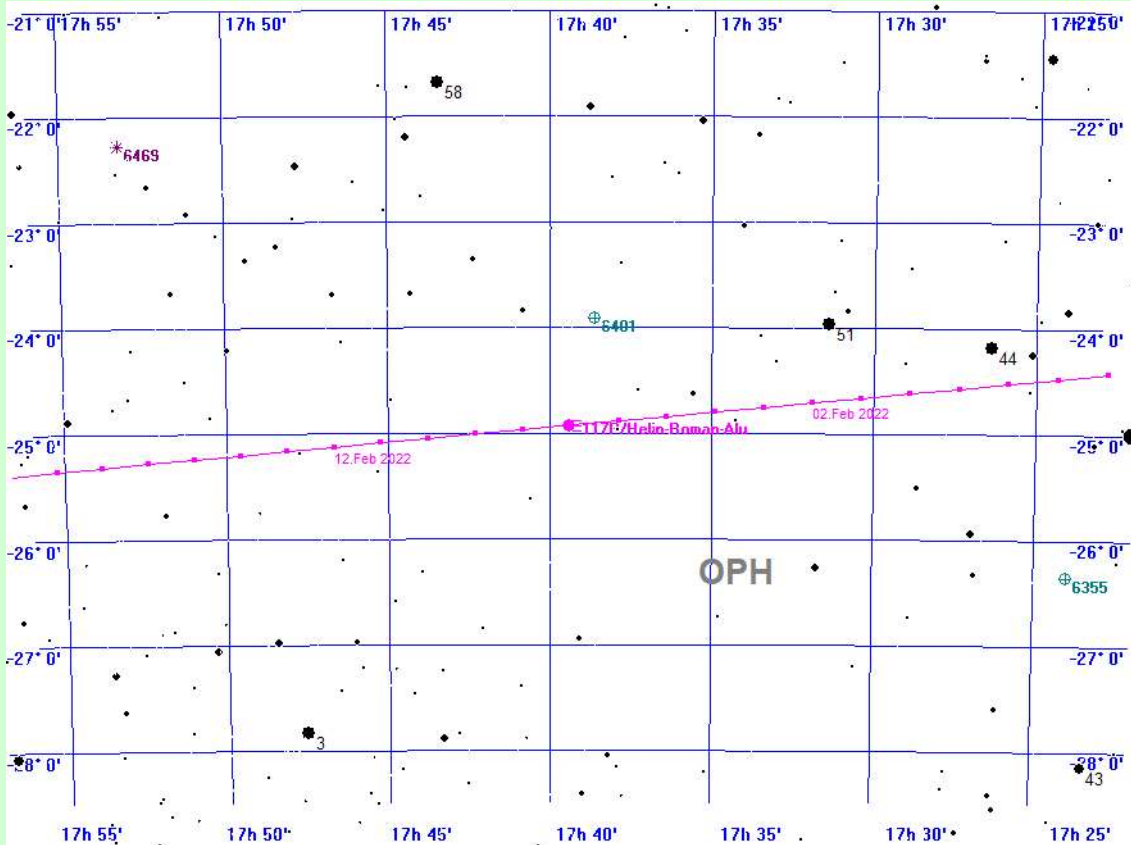 -21° 0' 17h 55' 17h 50' 17h 45' 17h 40' 17h 35' 17h 30' 17h 25'
58
-22° 0' -22° 0'
6469
-23° 0' -23° 0'
6401
51
-24° 0' -24° 0'
44
02.Feb 2022
117P/Helin-Roman-Alu
-25° 0' -25° 0'
12.Feb 2022
-26° 0' -26° 0'
OPH
6355
-27° 0' -27° 0'
3
-28° 0' -28° 0'
43
17h 55' 17h 50' 17h 45' 17h 40' 17h 35' 17h 30' 17h 25'